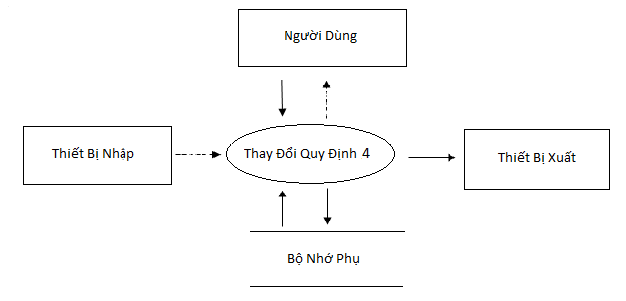 Người Dùng
Thiết Bị Nhập
Thay Đổi Quy Định 4
Thiết Bị Xuất
Bộ Nhớ Phụ